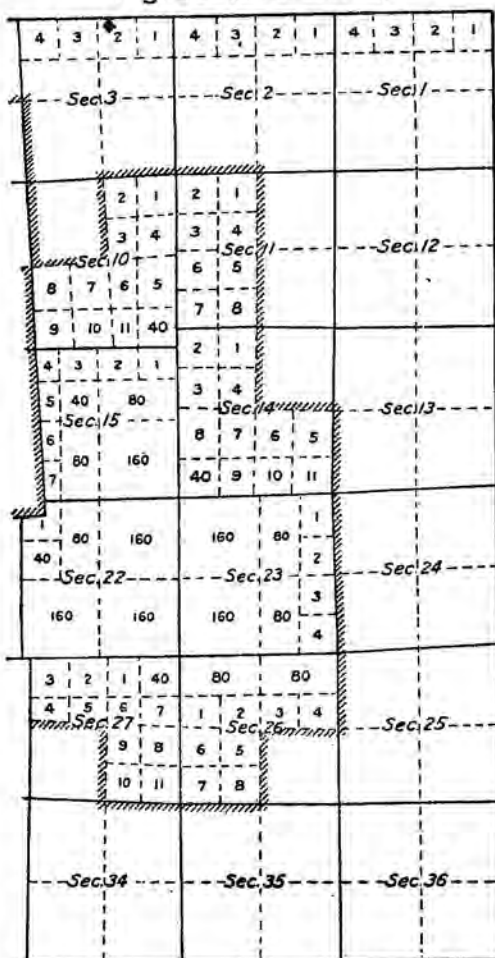 4 3 2 1 4 3 2 1 4 3 2 1
Sec. 3 Sec. 2 Sec. 1
2 1 2 1
3 4 3 4
Sec. 10 Sec. 11 Sec. 12
8 7 6 5 6 5
9 10 11 40 7 8
4 3 2 1 2 1
5 40 80 3 4
Sec. 15 Sec. 14 Sec. 13
6 80 160 8 7 6 5
7 40 9 10 11
1 80 160 160 80 1
40 2
Sec. 22 Sec. 23 Sec. 24
160 160 160 80 3
4
3 2 1 40 80 80
4 5 6 7 1 2 3 4
Sec. 27 Sec. 26 Sec. 25
9 8 6 5
10 11 7 8
Sec. 34 Sec. 35 Sec. 36